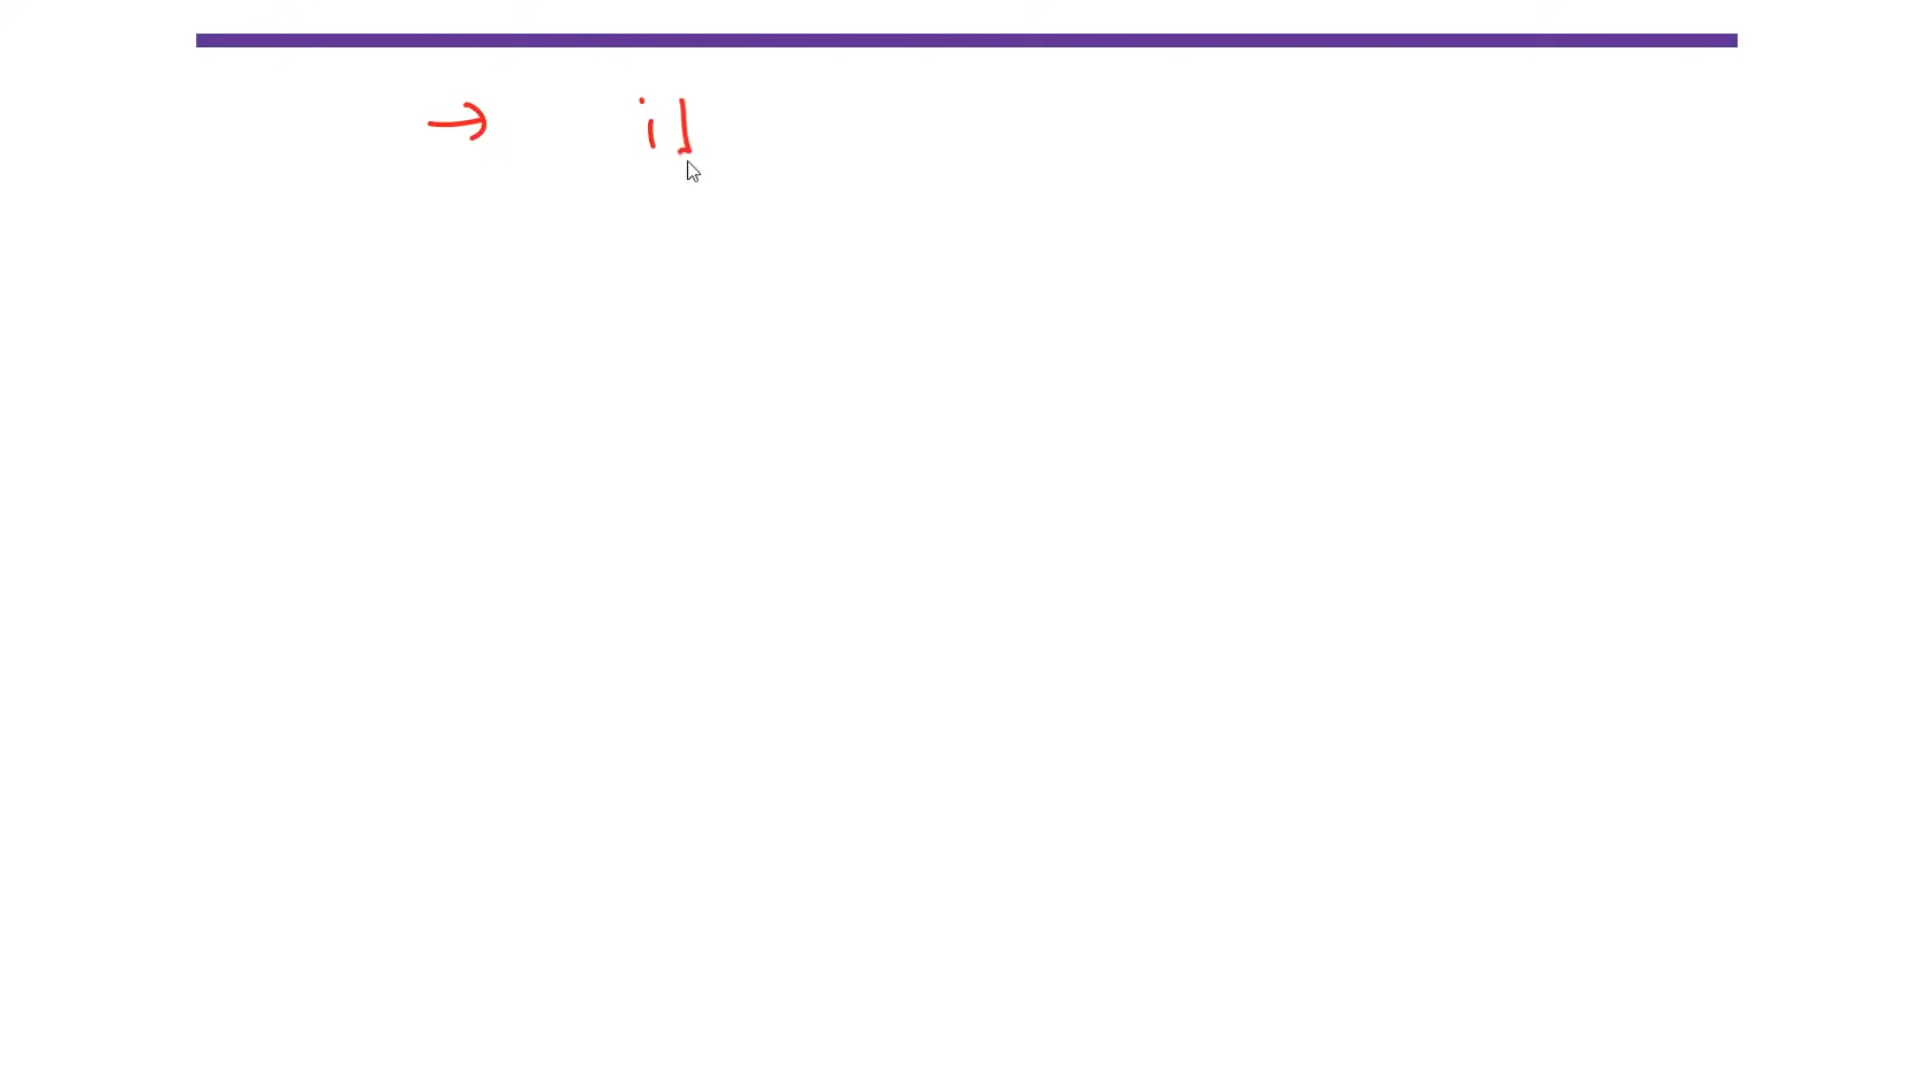 → il